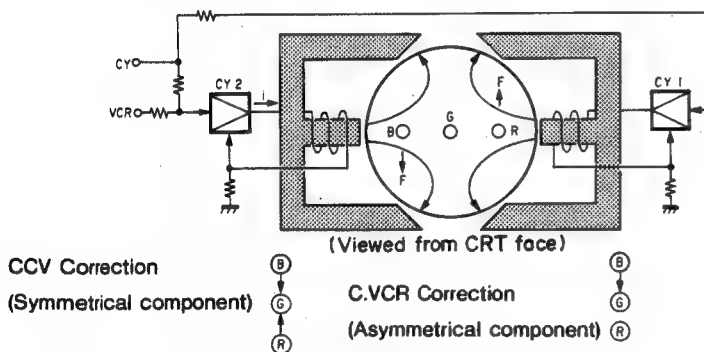 CY
VCR
CY 2
i
F
B
G
R
F
CY 1
(Viewed from CRT face)
CCV Correction
(Symmetrical component)
B
G
R
C.VCR Correction
(Asymmetrical component)
B
G
R